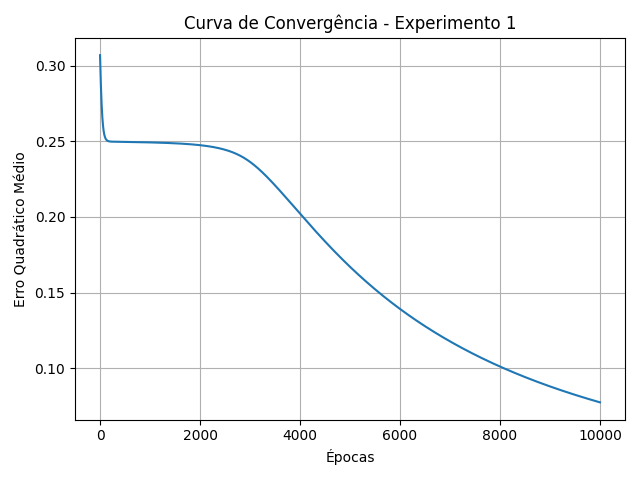 Curva de Convergência - Experimento 1
0.30
0.25
0.20
0.15
0.10
Erro Quadrático Médio
0 2000 4000 6000 8000 10000
Épocas